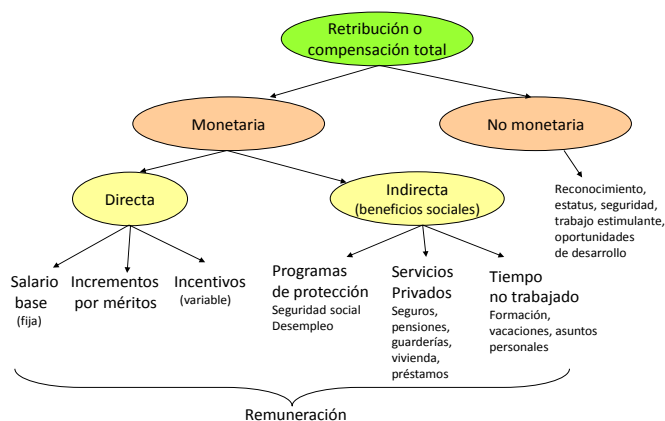 Retribución o
compensación total
Monetaria
No monetaria
Directa
Indirecta
(beneficios sociales)
Reconocimiento,
estatus, seguridad,
trabajo estimulante,
oportunidades
de desarrollo
Salario
base
(fija)
Incrementos
por méritos
Incentivos
(variable)
Programas
de protección
Seguridad social
Desempleo
Servicios
Privados
Seguros,
pensiones,
guarderías,
vivienda,
préstamos
Tiempo
no trabajado
Formación,
vacaciones, asuntos
personales
Remuneración